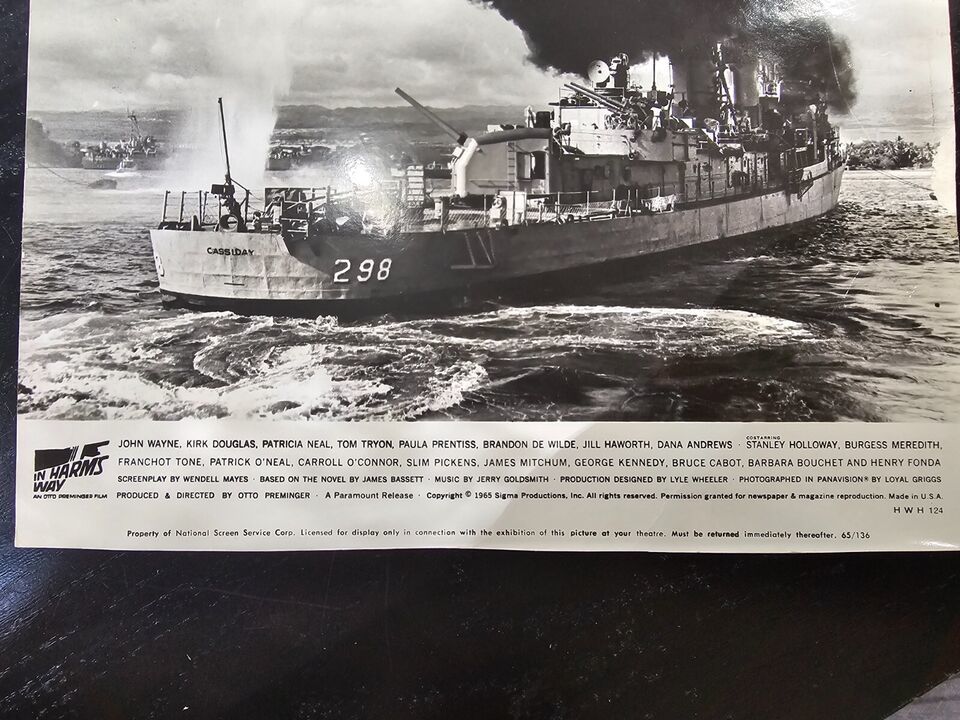 CASSIDAY
298
IN HARM'S WAY
AN OTTO PREMINGER FILM
JOHN WAYNE, KIRK DOUGLAS, PATRICIA NEAL, TOM TRYON, PAULA PRENTISS, BRANDON DE WILDE, JILL HAWORTH, DANA ANDREWS · COSTARRING STANLEY HOLLOWAY, BURGESS MEREDITH,
FRANCHOT TONE, PATRICK O'NEAL, CARROLL O'CONNOR, SLIM PICKENS, JAMES MITCHUM, GEORGE KENNEDY, BRUCE CABOT, BARBARA BOUCHET AND HENRY FONDA
SCREENPLAY BY WENDELL MAYES · BASED ON THE NOVEL BY JAMES BASSETT · MUSIC BY JERRY GOLDSMITH · PRODUCTION DESIGNED BY LYLE WHEELER · PHOTOGRAPHED IN PANAVISION® BY LOYAL GRIGGS
PRODUCED & DIRECTED BY OTTO PREMINGER · A Paramount Release · Copyright © 1965 Sigma Productions, Inc. All rights reserved. Permission granted for newspaper & magazine reproduction. Made in U.S.A.
HWH 124
Property of National Screen Service Corp. Licensed for display only in connection with the exhibition of this picture at your theatre. Must be returned immediately thereafter. 65/136